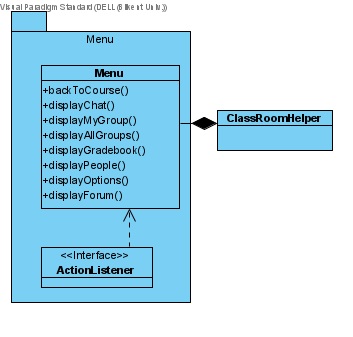 Visual Paradigm Standard (DELL (Bilkent Univ.))
Menu
Menu
+backToCourse()
+displayChat()
+displayMyGroup()
+displayAllGroups()
+displayGradebook()
+displayPeople()
+displayOptions()
+displayForum()
ClassRoomHelper
<<Interface>>
ActionListener